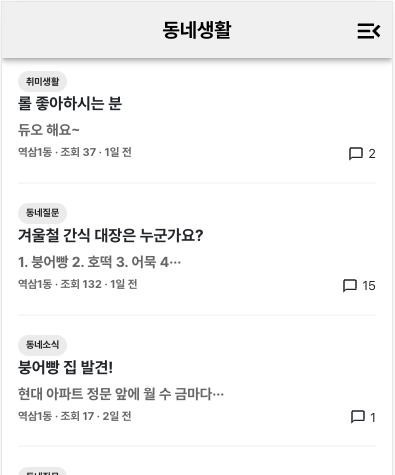 동네생활
취미생활
롤 좋아하시는 분
듀오 해요~
역삼1동 · 조회 37 · 1일 전
2
동네질문
겨울철 간식 대장은 누군가요?
1. 붕어빵 2. 호떡 3. 어묵 4···
역삼1동 · 조회 132 · 1일 전
15
동네소식
붕어빵 집 발견!
현대 아파트 정문 앞에 월 수 금마다···
역삼1동 · 조회 17 · 2일 전
1